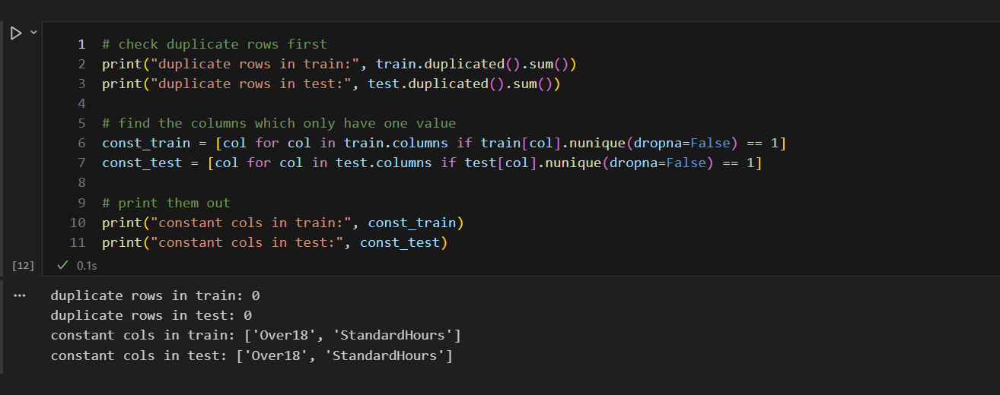 1 # check duplicate rows first
2 print("duplicate rows in train:", train.duplicated().sum())
3 print("duplicate rows in test:", test.duplicated().sum())
4
5 # find the columns which only have one value
6 const_train = [col for col in train.columns if train[col].nunique(dropna=False) == 1]
7 const_test = [col for col in test.columns if test[col].nunique(dropna=False) == 1]
8
9 # print them out
10 print("constant cols in train:", const_train)
11 print("constant cols in test:", const_test)
[12] 0.1s
duplicate rows in train: 0
duplicate rows in test: 0
constant cols in train: ['Over18', 'StandardHours']
constant cols in test: ['Over18', 'StandardHours']